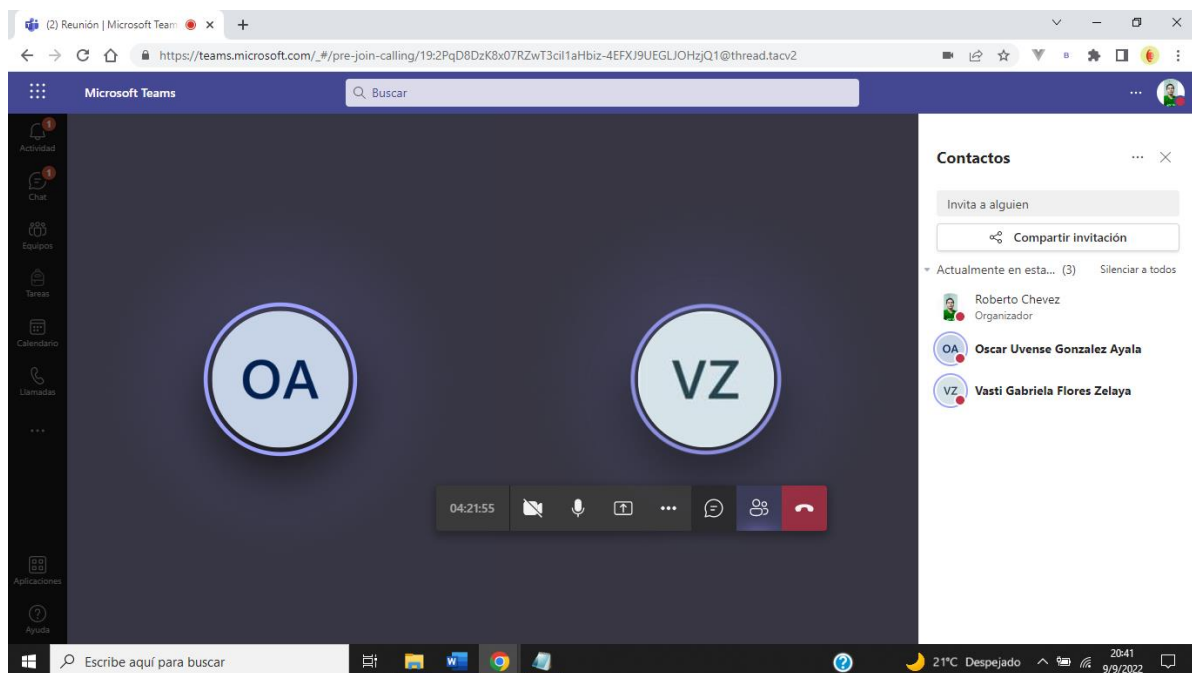 (2) Reunión | Microsoft Team
https://teams.microsoft.com/_#/pre-join-calling/19:2PqD8DzK8x07RZwT3ciI1aHbiz-4EFXJ9UEGLJOHzjQ1@thread.tacv2
Microsoft Teams
Buscar
1
Actividad
1
Chat
Equipos
Tareas
Calendario
Llamadas
Aplicaciones
Ayuda
OA
VZ
04:21:55
Contactos
Invita a alguien
Compartir invitación
Actualmente en esta... (3) Silenciar a todos
Roberto Chevez
Organizador
OA Oscar Uvense Gonzalez Ayala
VZ Vasti Gabriela Flores Zelaya
Escribe aquí para buscar
21°C Despejado
20:41
9/9/2022